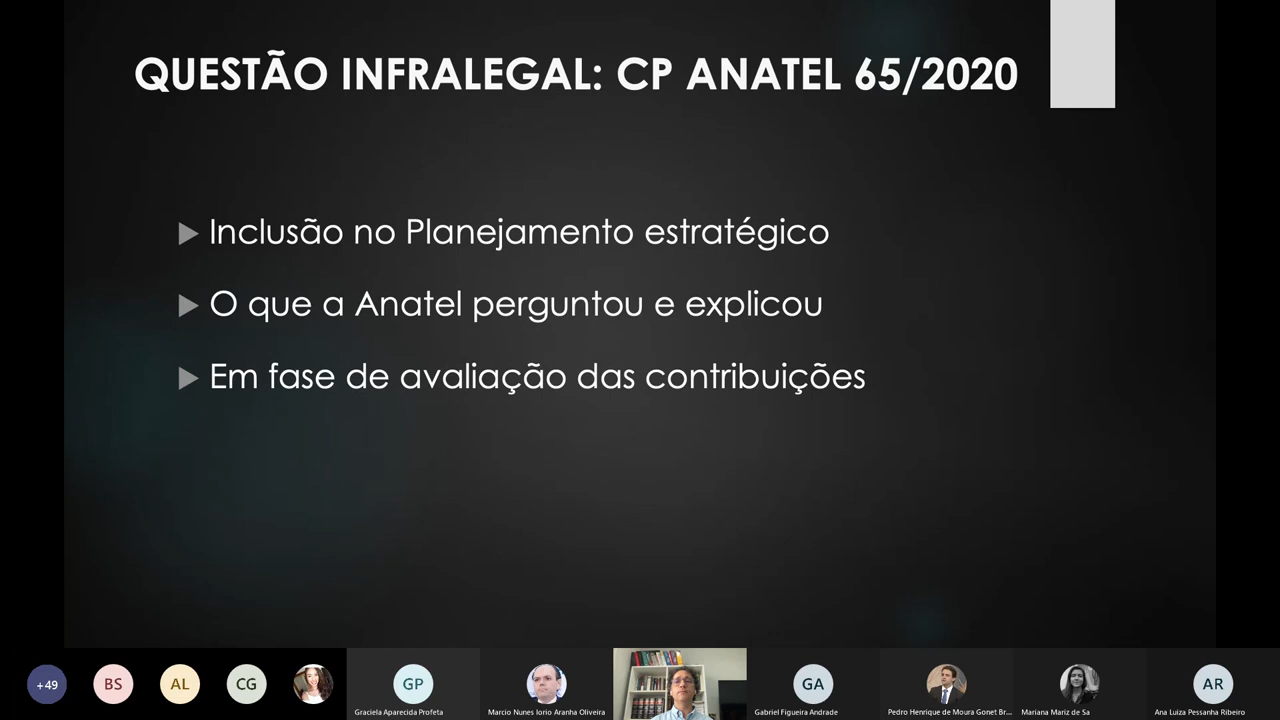 QUESTÃO INFRALEGAL: CP ANATEL 65/2020
Inclusão no Planejamento estratégico
O que a Anatel perguntou e explicou
Em fase de avaliação das contribuições
+49
BS
AL
CG
GP
GA
AR
Graciela Aparecida Profeta
Marcio Nunes Iorio Aranha Oliveira
Gabriel Figueira Andrade
Pedro Henrique de Moura Gonet Br...
Mariana Mariz de Sa
Ana Luiza Pessanha Ribeiro